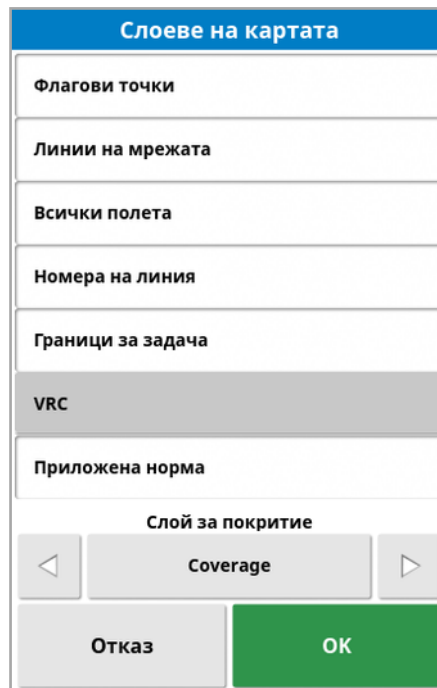 Слоеве на картата
Флагови точки
Линии на мрежата
Всички полета
Номера на линия
Граници за задача
VRC
Приложена норма
Слой за покритие
Coverage
Отказ
OK